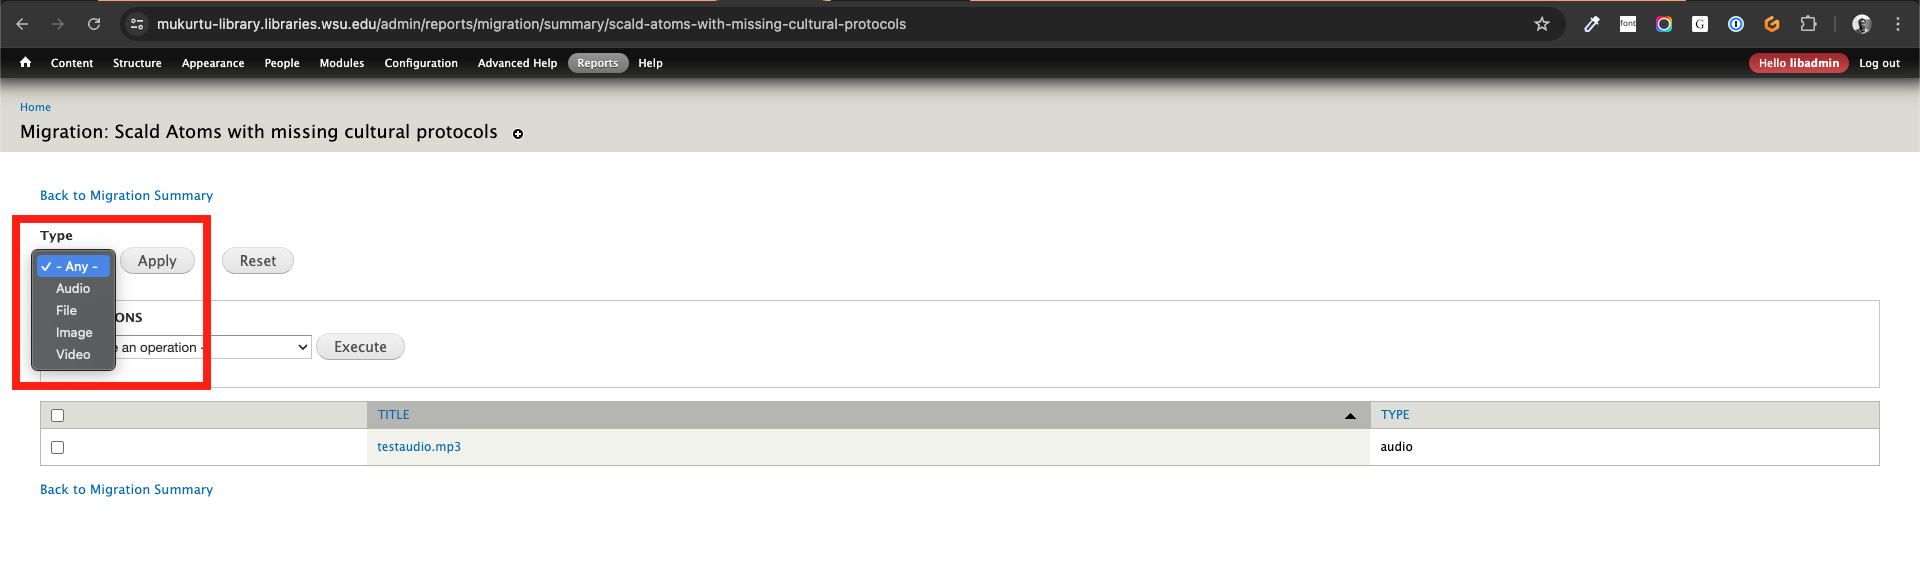 mukurtu-library.libraries.wsu.edu/admin/reports/migration/summary/scald-atoms-with-missing-cultural-protocols
font
G
Content Structure Appearance People Modules Configuration Advanced Help Reports Help Hello libadmin Log out
Home
Migration: Scald Atoms with missing cultural protocols
Back to Migration Summary
Type
- Any -
Audio
File
Image
Video
Apply Reset
ONS
e an operation - Execute
TITLE TYPE
testaudio.mp3 audio
Back to Migration Summary